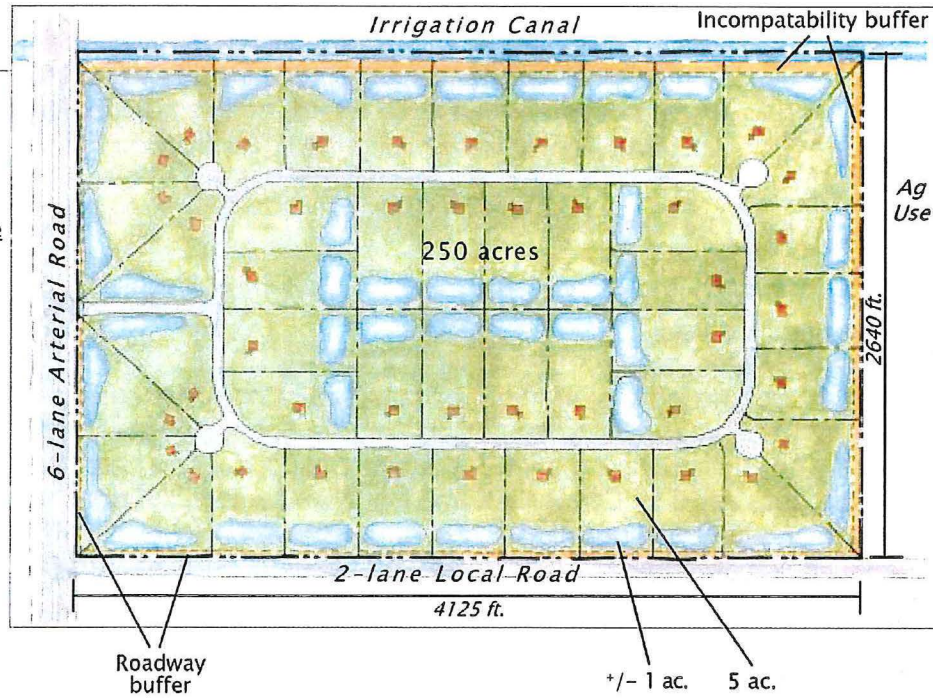 Irrigation Canal
Incompatability buffer
250 acres
Ag
Use
6-lane Arterial Road
2640 ft.
2-lane Local Road
4125 ft.
Roadway
buffer
+/- 1 ac.
5 ac.